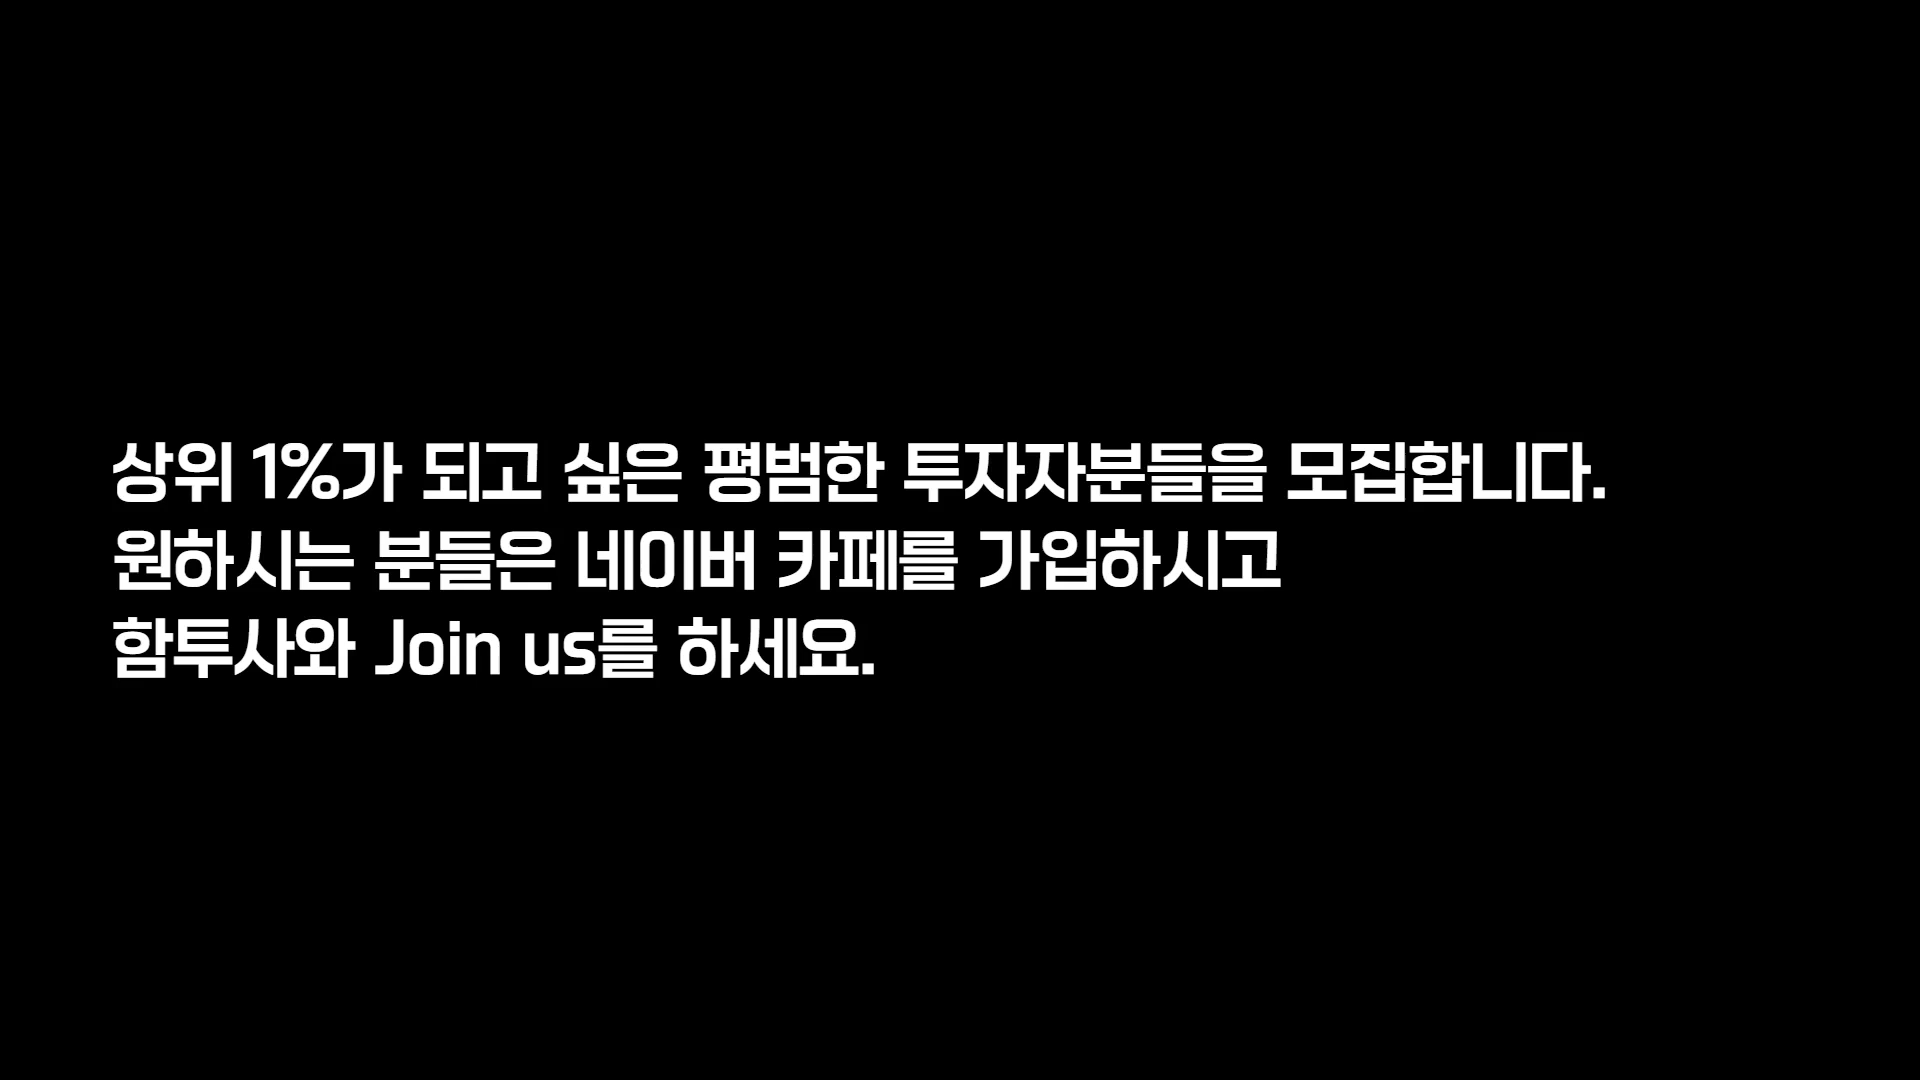 상위 1%가 되고 싶은 평범한 투자자분들을 모집합니다.
원하시는 분들은 네이버 카페를 가입하시고
함투사와 Join us를 하세요.